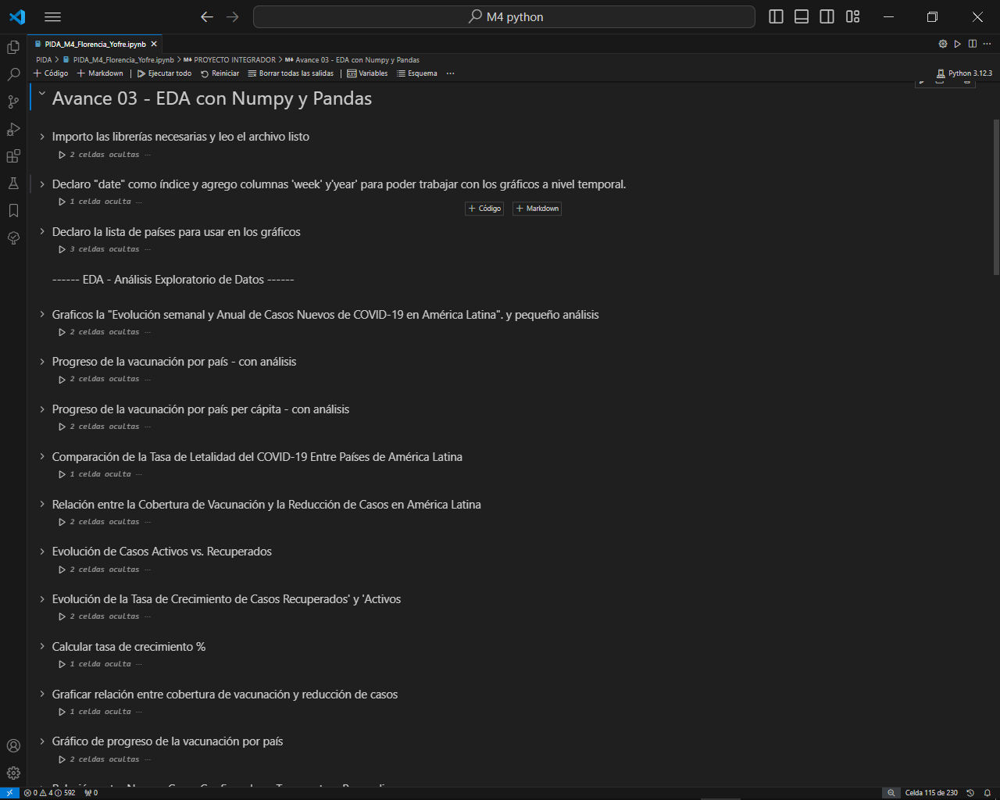 M4 python
PIDA_M4_Florencia_Yofre.ipynb
PIDA > PIDA_M4_Florencia_Yofre.ipynb > M↓ PROYECTO INTEGRADOR > M↓ Avance 03 - EDA con Numpy y Pandas
+ Código + Markdown | Ejecutar todo Reiniciar Borrar todas las salidas | Variables Esquema ... Python 3.12.3
Avance 03 - EDA con Numpy y Pandas
Importo las librerías necesarias y leo el archivo listo
2 celdas ocultas ...
Declaro "date" como índice y agrego columnas 'week' y'year' para poder trabajar con los gráficos a nivel temporal.
1 celda oculta ...
+ Código + Markdown
Declaro la lista de países para usar en los gráficos
3 celdas ocultas ...
------ EDA - Análisis Exploratorio de Datos ------
Graficos la "Evolución semanal y Anual de Casos Nuevos de COVID-19 en América Latina". y pequeño análisis
2 celdas ocultas ...
Progreso de la vacunación por país - con análisis
2 celdas ocultas ...
Progreso de la vacunación por país per cápita - con análisis
2 celdas ocultas ...
Comparación de la Tasa de Letalidad del COVID-19 Entre Países de América Latina
1 celda oculta ...
Relación entre la Cobertura de Vacunación y la Reducción de Casos en América Latina
2 celdas ocultas ...
Evolución de Casos Activos vs. Recuperados
2 celdas ocultas ...
Evolución de la Tasa de Crecimiento de Casos Recuperados' y 'Activos
2 celdas ocultas ...
Calcular tasa de crecimiento %
1 celda oculta ...
Graficar relación entre cobertura de vacunación y reducción de casos
1 celda oculta ...
Gráfico de progreso de la vacunación por país
2 celdas ocultas ...
0 4 592 0 Celda 115 de 230